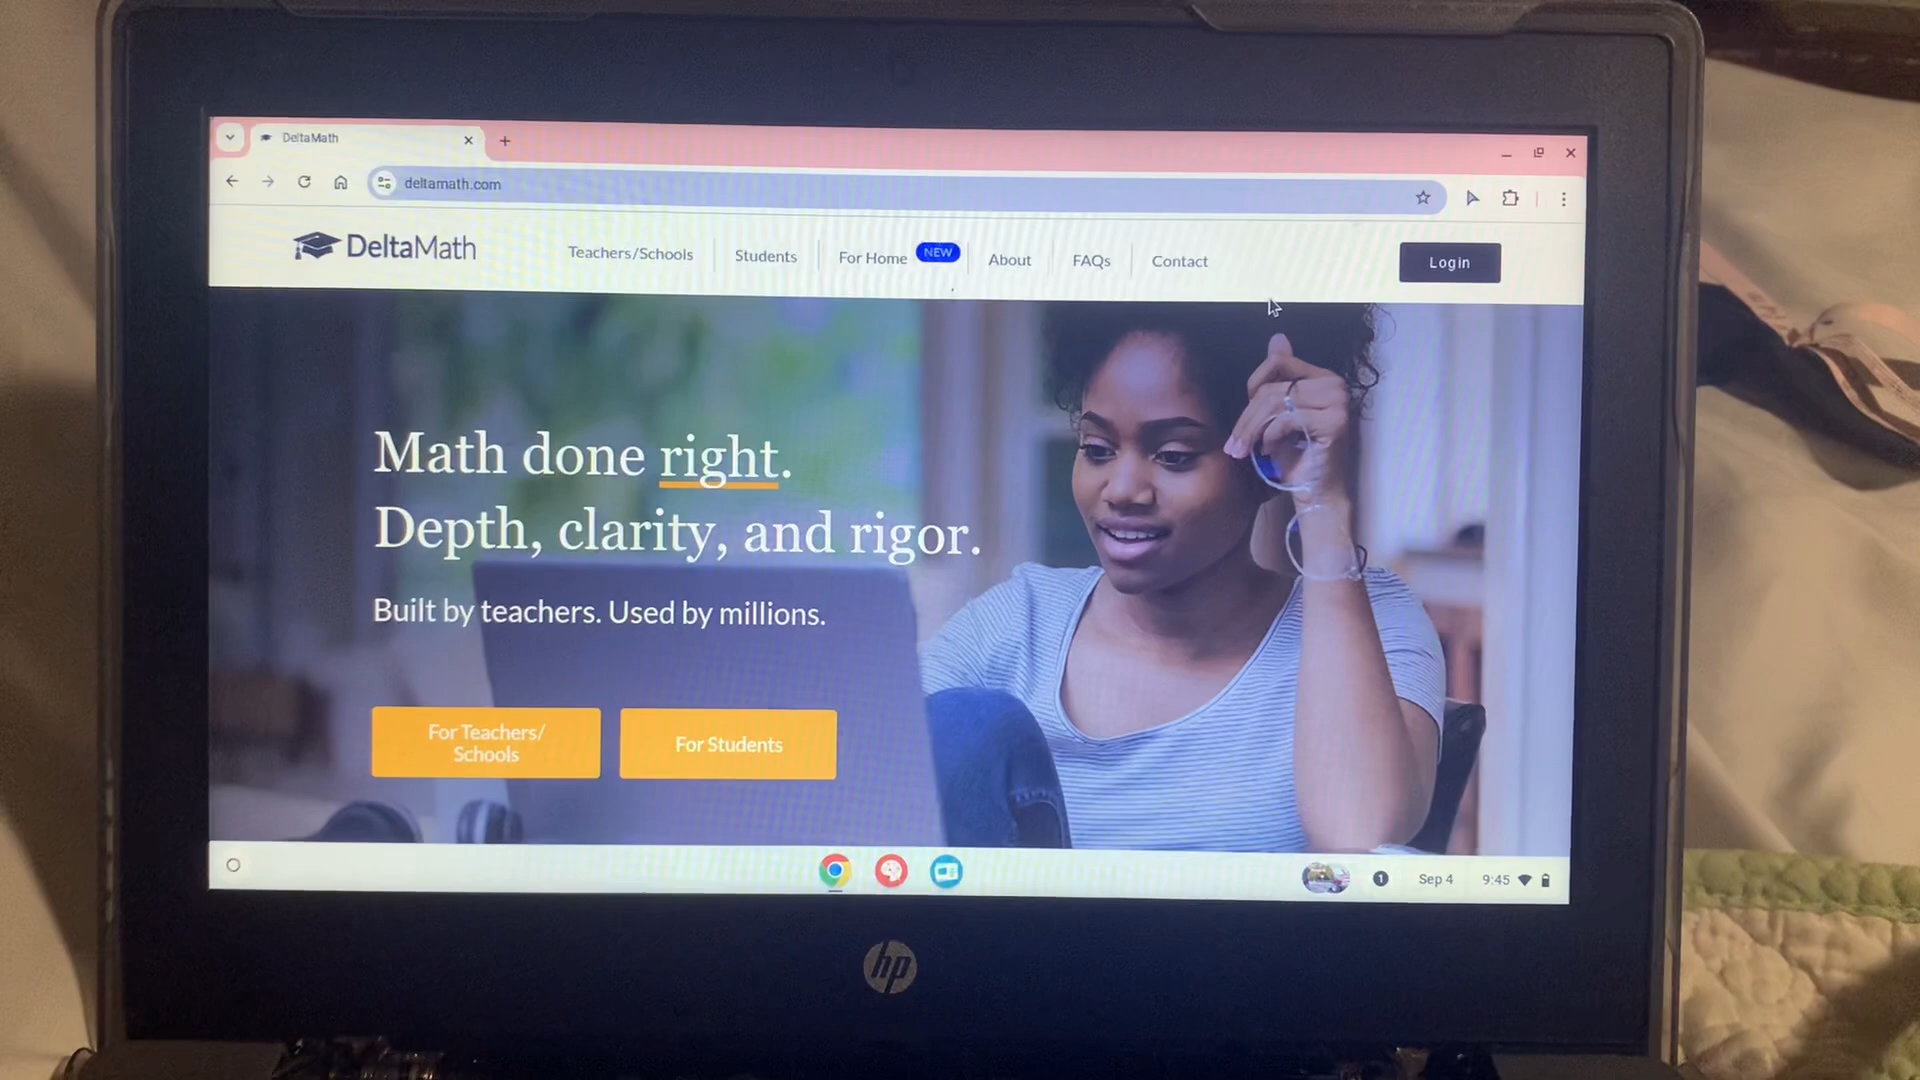 DeltaMath
deltamath.com
DeltaMath
Teachers/Schools
Students
For Home
NEW
About
FAQs
Contact
Login
Math done right.
Depth, clarity, and rigor.
Built by teachers. Used by millions.
For Teachers/
Schools
For Students
1
Sep 4
9:45
hp